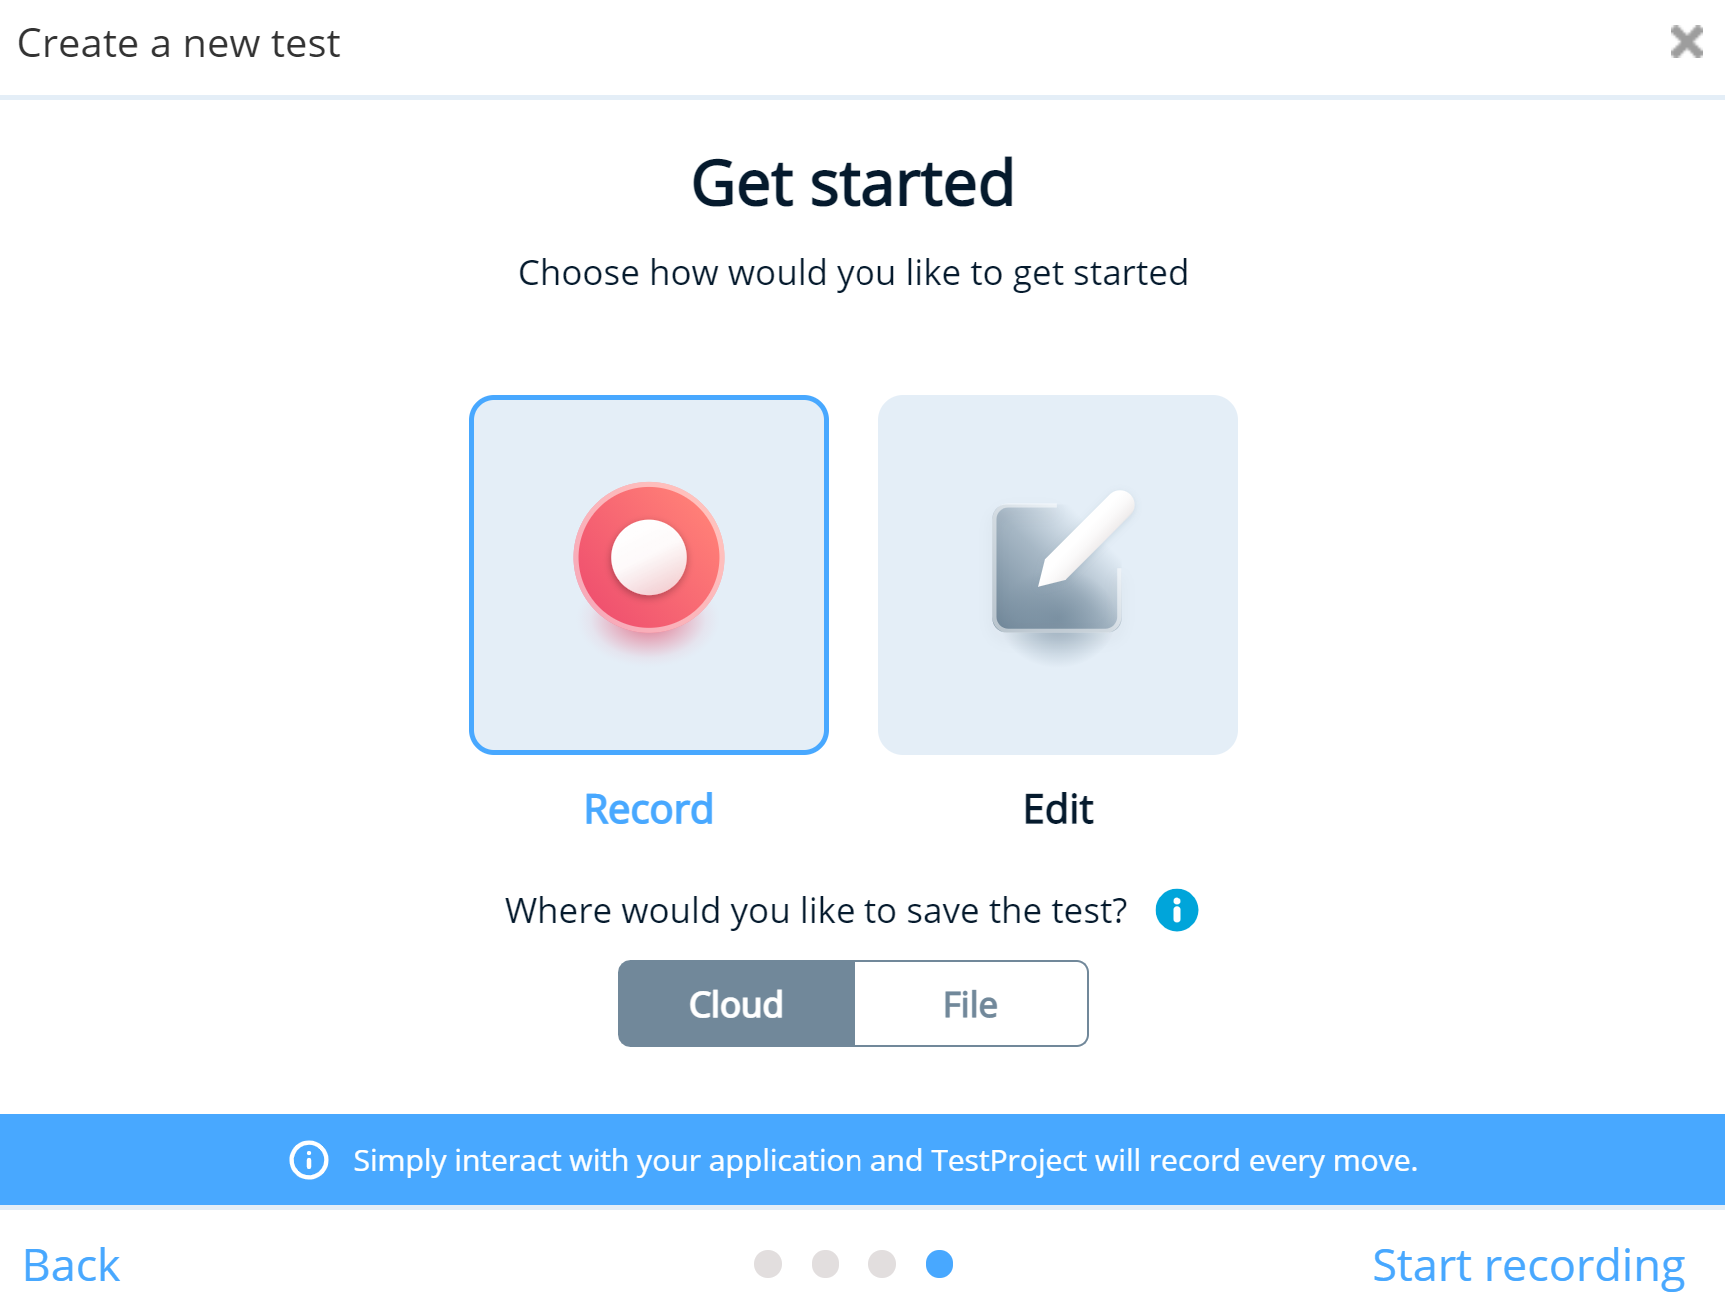 Create a new test
Get started
Choose how would you like to get started
Record
Edit
Where would you like to save the test?
Cloud
File
Simply interact with your application and TestProject will record every move.
Back
Start recording